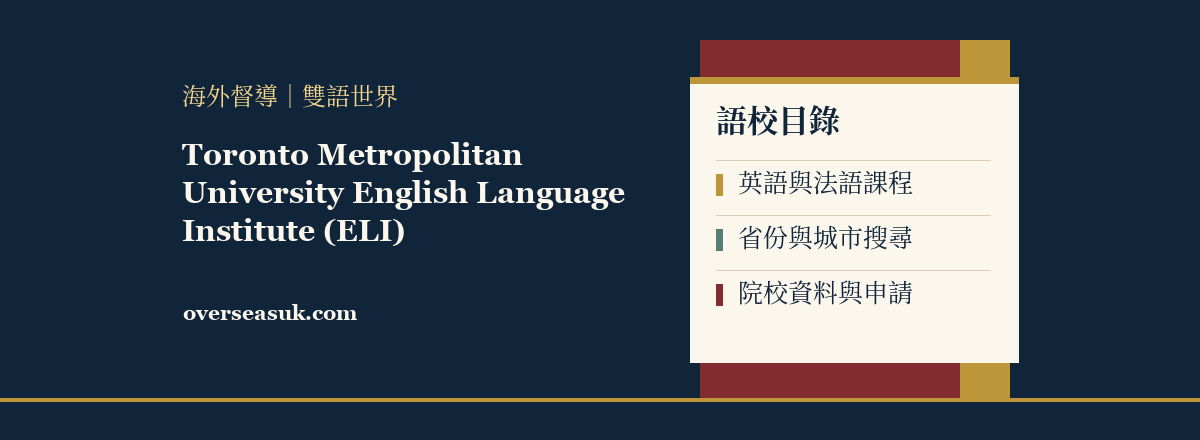 海外督導｜雙語世界
Toronto Metropolitan
University English Language
Institute (ELI)
overseasuk.com
語校目錄
英語與法語課程
省份與城市搜尋
院校資料與申請